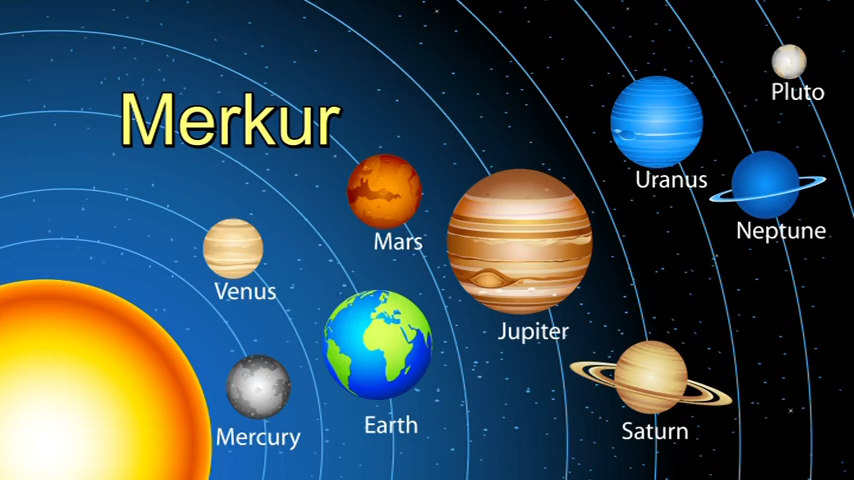 Merkur
Pluto
Uranus
Neptune
Mars
Venus
Jupiter
Earth
Saturn
Mercury